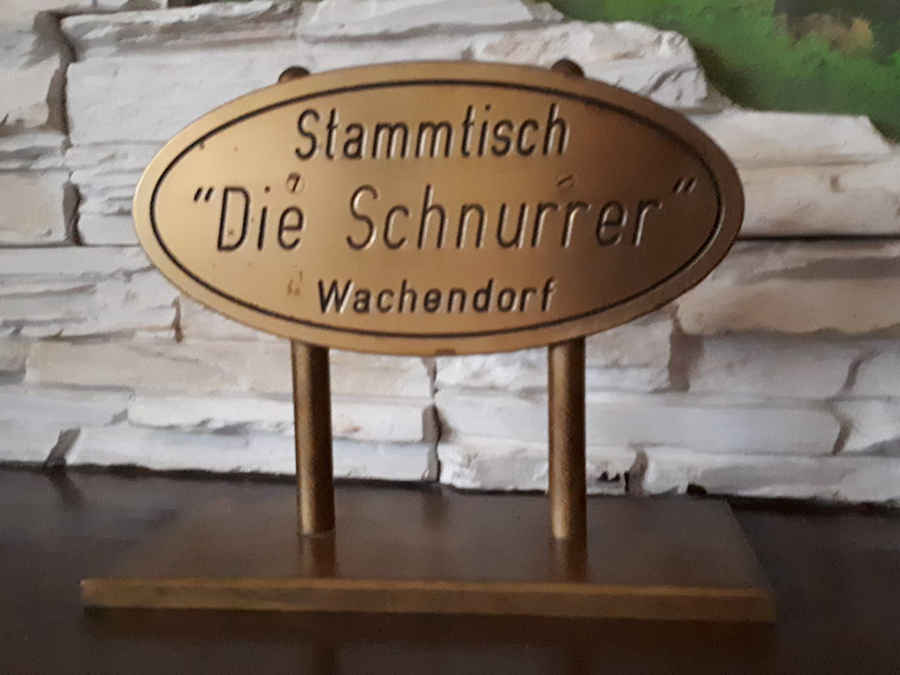 Stammtisch
"Die Schnurrer"
Wachendorf